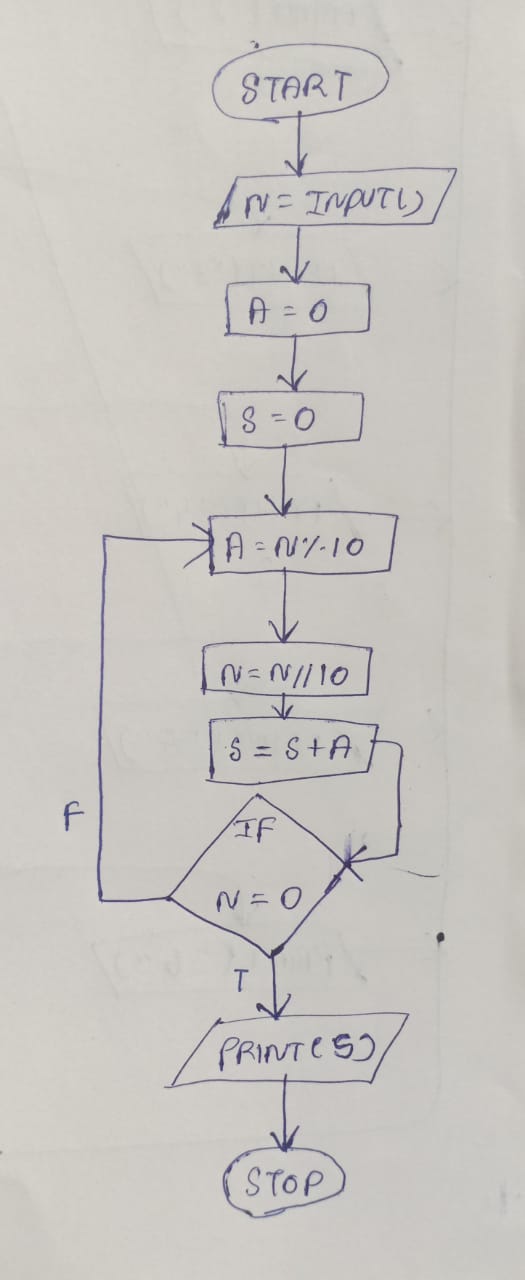 START
N = INPUT()
A = 0
S = 0
A = N % 10
N = N//10
S = S + A
IF
N = 0
F
T
PRINT(S)
STOP